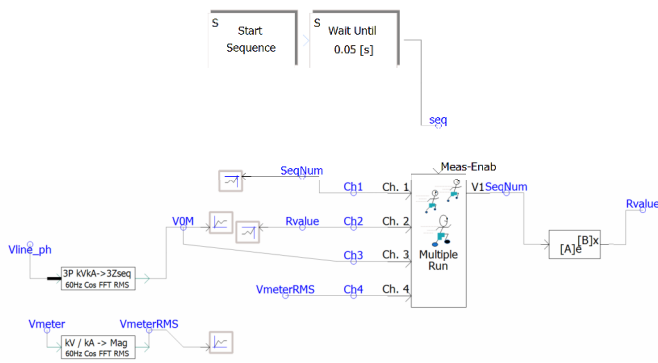 S
Start
Sequence
S
Wait Until
0.05 [s]
seq
Meas-Enab
SeqNum
Ch1
Ch. 1
V1
SeqNum
Rvalue
V0M
Rvalue
Ch2
Ch. 2
[B]x
[A]e
Vline_ph
Ch3
Ch. 3
Multiple
Run
3P kVkA->3Zseq
60Hz Cos FFT RMS
VmeterRMS
Ch4
Ch. 4
Vmeter
VmeterRMS
kV / kA -> Mag
60Hz Cos FFT RMS